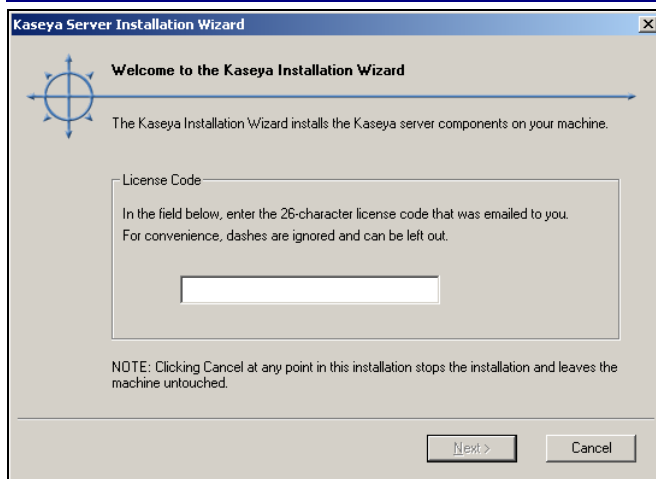 Kaseya Server Installation Wizard
Welcome to the Kaseya Installation Wizard
The Kaseya Installation Wizard installs the Kaseya server components on your machine.
License Code
In the field below, enter the 26-character license code that was emailed to you.
For convenience, dashes are ignored and can be left out.
NOTE: Clicking Cancel at any point in this installation stops the installation and leaves the
machine untouched.
Next > Cancel